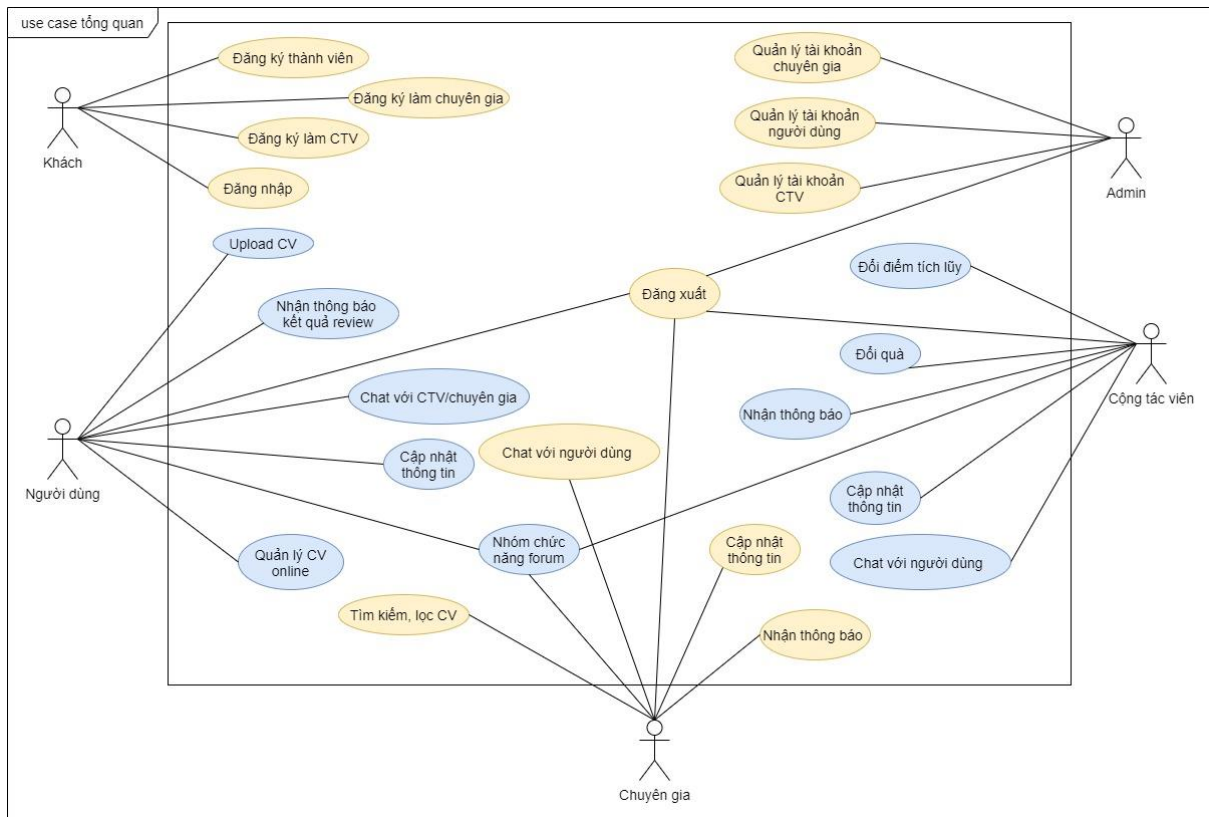 use case tổng quan
Đăng ký thành viên
Đăng ký làm chuyên gia
Đăng ký làm CTV
Đăng nhập
Khách
Quản lý tài khoản
chuyên gia
Quản lý tài khoản
người dùng
Quản lý tài khoản
CTV
Admin
Upload CV
Nhận thông báo
kết quả review
Đăng xuất
Đổi điểm tích lũy
Đổi quà
Chat với CTV/chuyên gia
Nhận thông báo
Cộng tác viên
Cập nhật
thông tin
Chat với người dùng
Người dùng
Cập nhật
thông tin
Quản lý CV
online
Nhóm chức
năng forum
Cập nhật
thông tin
Chat với người dùng
Tìm kiếm, lọc CV
Nhận thông báo
Chuyên gia